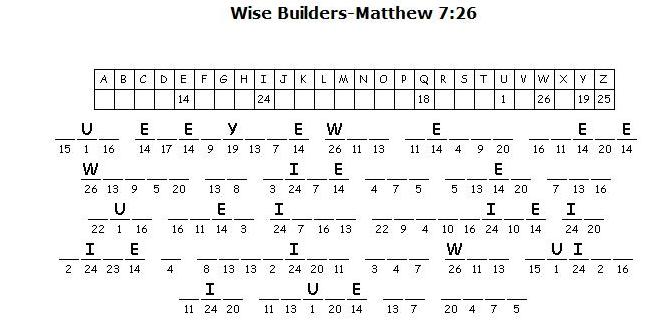 Wise Builders-Matthew 7:26
A B C D E F G H I J K L M N O P Q R S T U V W X Y Z
14 24 18 1 26 19 25
U E E Y E W E E E
15 1 16 14 17 14 9 19 13 7 14 26 11 13 11 14 4 9 20 16 11 14 20 14
W I E E
26 13 9 5 20 13 8 3 24 7 14 4 7 5 5 13 14 20 7 13 16
U E I I E I
22 1 16 16 11 14 3 24 7 16 13 22 9 4 10 16 24 10 14 24 20
I E I W U I
2 24 23 14 4 8 13 13 2 24 20 11 3 4 7 26 11 13 15 1 24 2 16
I U E
11 24 20 11 13 1 20 14 13 7 20 4 7 5